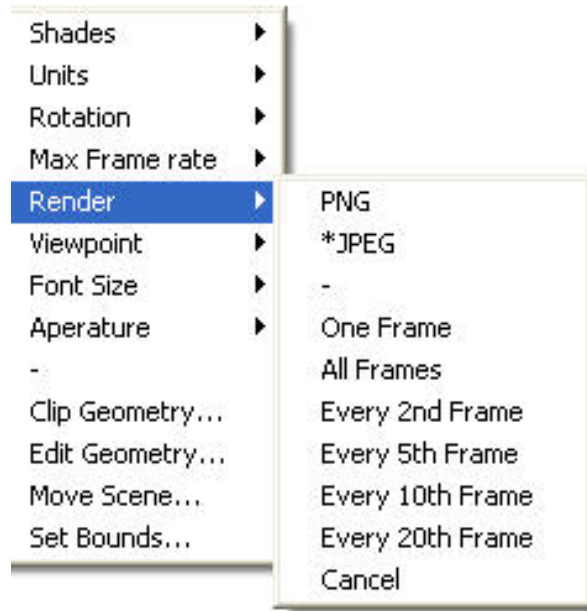 Shades
Units
Rotation
Max Frame rate
Render
Viewpoint
Font Size
Aperature
-
Clip Geometry...
Edit Geometry...
Move Scene...
Set Bounds...
PNG
*JPEG
-
One Frame
All Frames
Every 2nd Frame
Every 5th Frame
Every 10th Frame
Every 20th Frame
Cancel